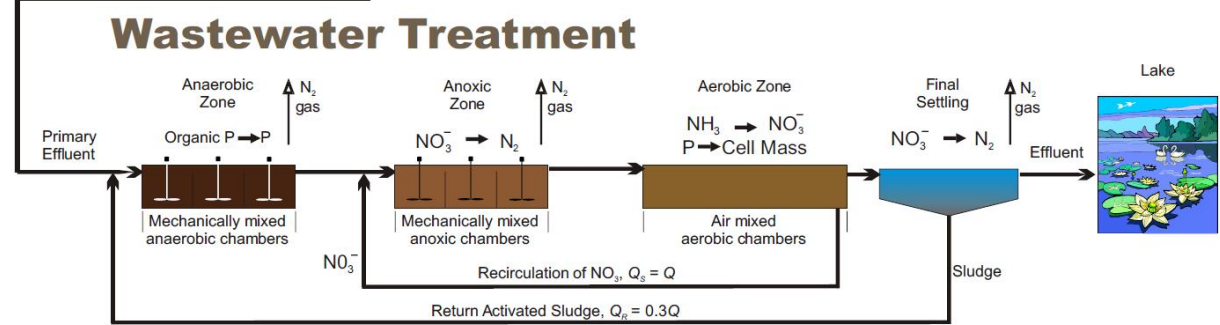 Wastewater Treatment
Primary
Effluent
Anaerobic
Zone
N₂
gas
Organic P → P
Mechanically mixed
anaerobic chambers
Anoxic
Zone
N₂
gas
NO₃⁻ → N₂
Mechanically mixed
anoxic chambers
Aerobic Zone
NH₃ → NO₃⁻
P → Cell Mass
Air mixed
aerobic chambers
Final
Settling
N₂
gas
NO₃⁻ → N₂
Effluent
Lake
N0₃⁻
Recirculation of NO₃, Qₛ = Q
Sludge
Return Activated Sludge, Q_R = 0.3Q